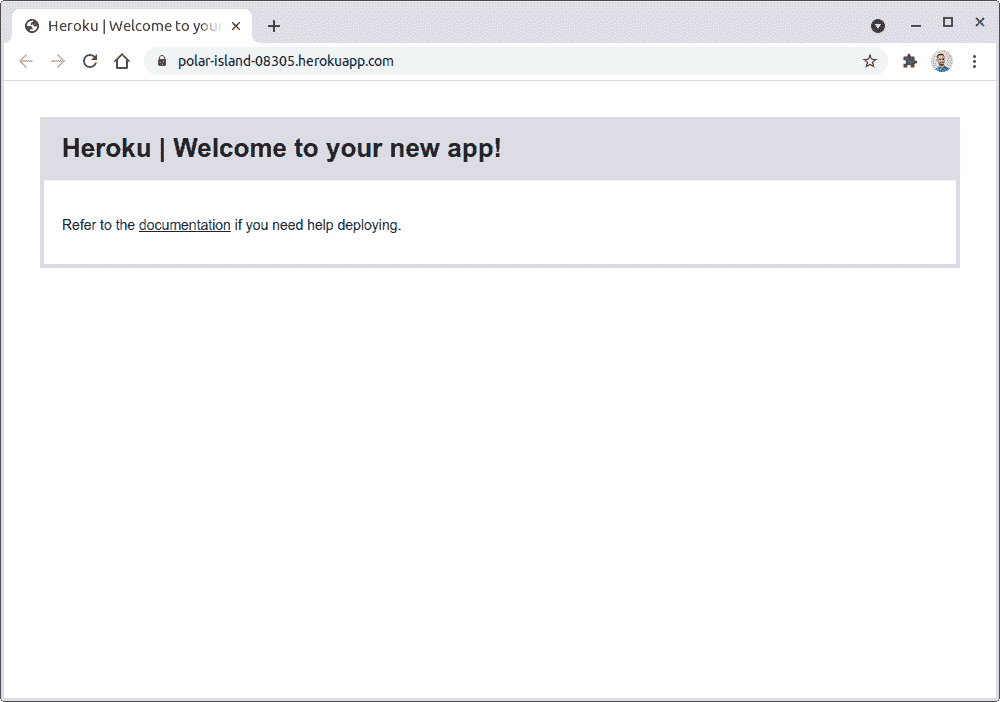 Heroku | Welcome to your
polar-island-08305.herokuapp.com
Heroku | Welcome to your new app!
Refer to the documentation if you need help deploying.